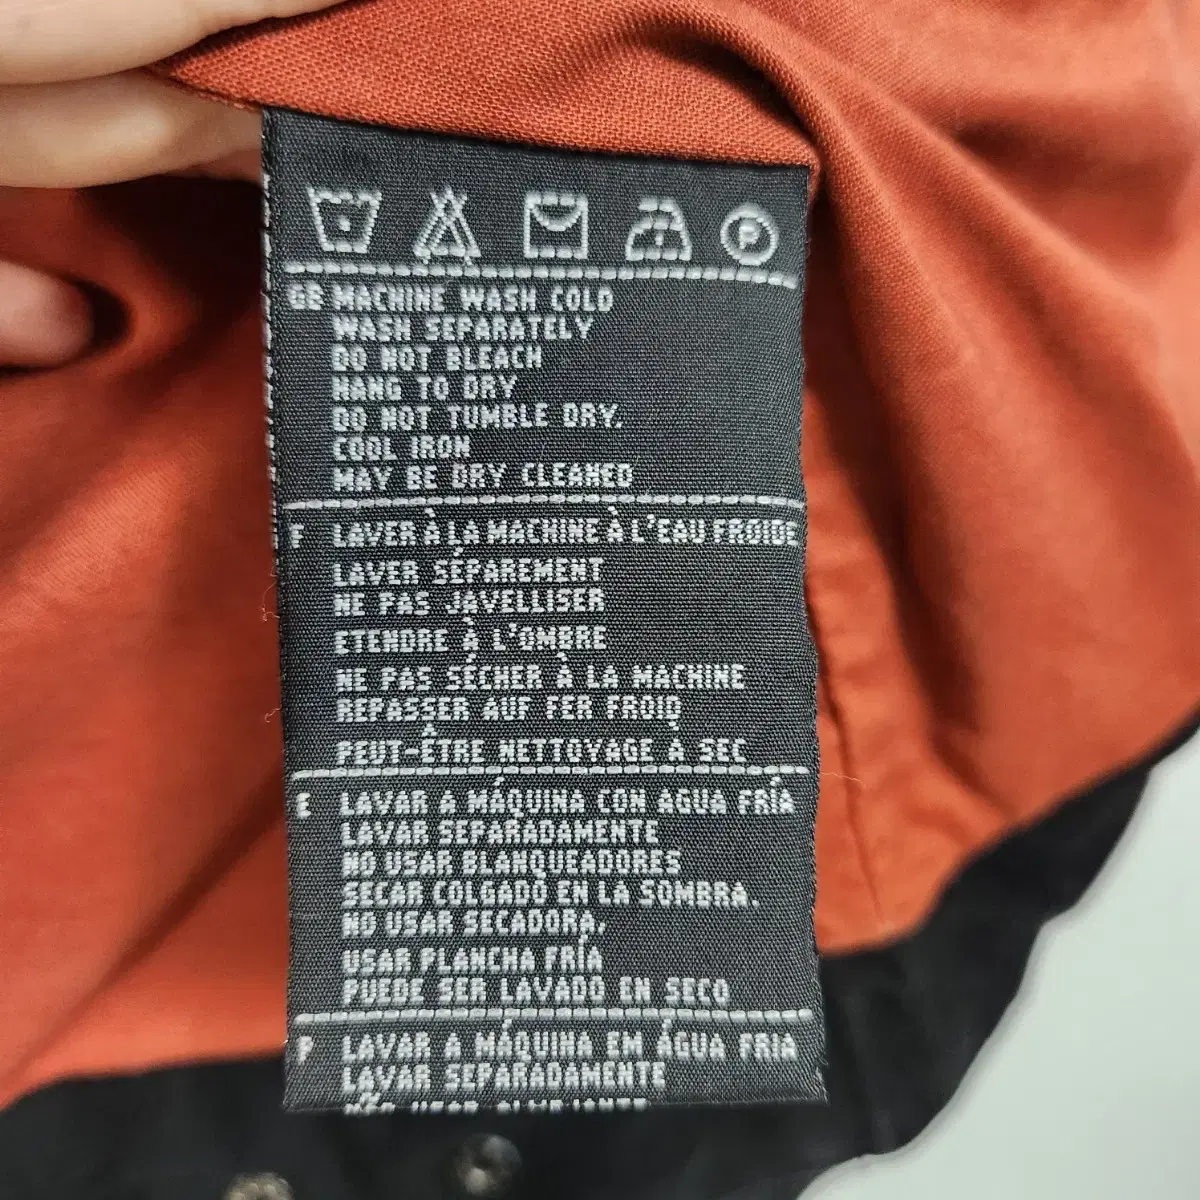 P
GB MACHINE WASH COLD
WASH SEPARATELY
DO NOT BLEACH
HANG TO DRY
DO NOT TUMBLE DRY.
COOL IRON
MAY BE DRY CLEANED
F LAVER À LA MACHINE À L'EAU FROIDE
LAVER SÉPAREMENT
NE PAS JAVELLISER
ETENDRE À L'OMBRE
NE PAS SÉCHER À LA MACHINE
REPASSER AUF FER FROID
PEUT-ÊTRE NETTOYAGE À SEC
E LAVAR A MÁQUINA CON AGUA FRÍA
LAVAR SEPARADAMENTE
NO USAR BLANQUEADORES
SECAR COLGADO EN LA SOMBRA.
NO USAR SECADORA.
USAR PLANCHA FRÍA
PUEDE SER LAVADO EN SECO
P LAVAR A MÁQUINA EM ÁGUA FRIA
LAVAR SEPARADAMENTE